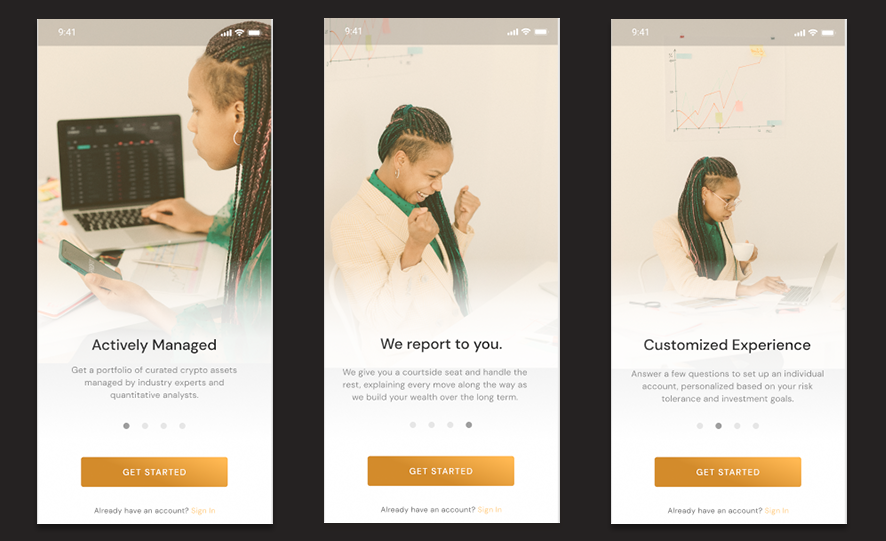 9:41
Actively Managed
Get a portfolio of curated crypto assets
managed by industry experts and
quantitative analysts.
GET STARTED
Already have an account? Sign In
9:41
We report to you.
We give you a courtside seat and handle the
rest, explaining every move along the way as
we build your wealth over the long term.
GET STARTED
Already have an account? Sign In
9:41
Customized Experience
Answer a few questions to set up an individual
account, personalized based on your risk
tolerance and investment goals.
GET STARTED
Already have an account? Sign In